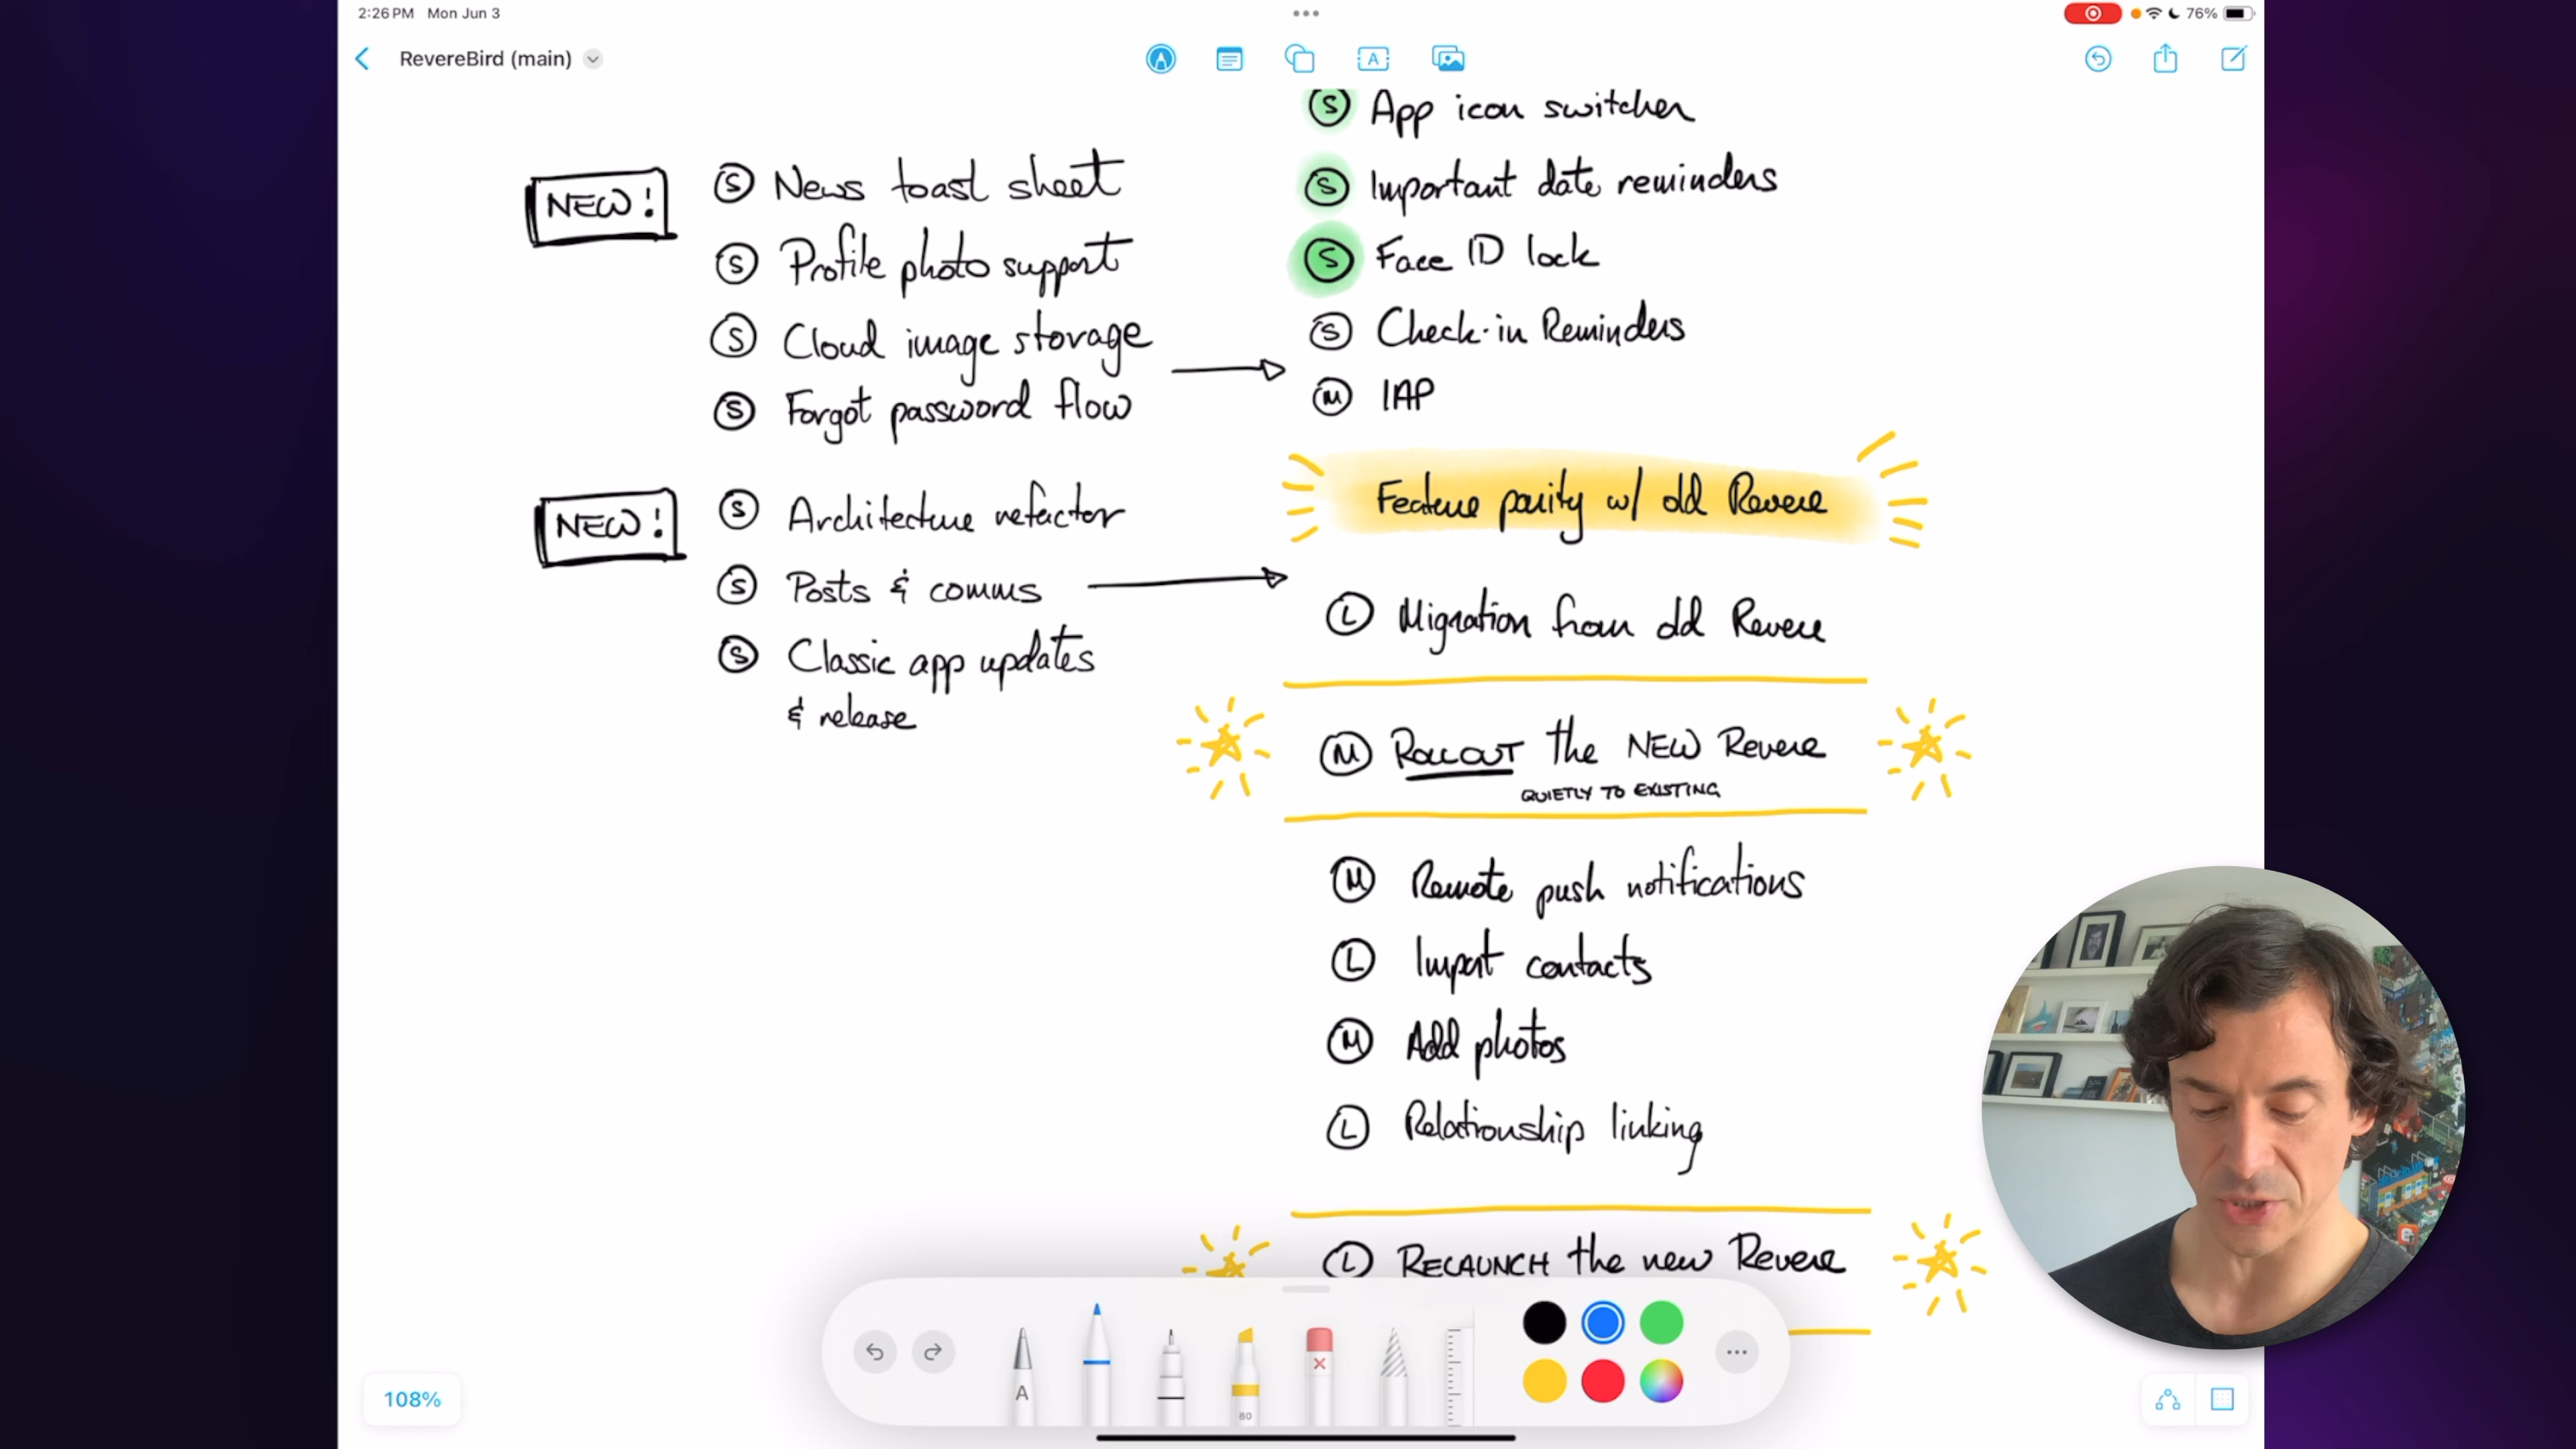 2:26 PM Mon Jun 3
76%
RevereBird (main)
A
NEW!
S News toast sheet
S Profile photo support
S Cloud image storage
S Forgot password flow
NEW!
S Architecture refactor
S Posts & comms
S Classic app updates
& release
S App icon switcher
S Important date reminders
S Face ID lock
S Check-in Reminders
M IAP
Feature parity w/ old Revere
L Migration from old Revere
M ROLLOUT the NEW Revere
QUIETLY TO EXISTING
M Remote push notifications
L Import contacts
M Add photos
L Relationship linking
L RELAUNCH the new Revere
A
80
108%